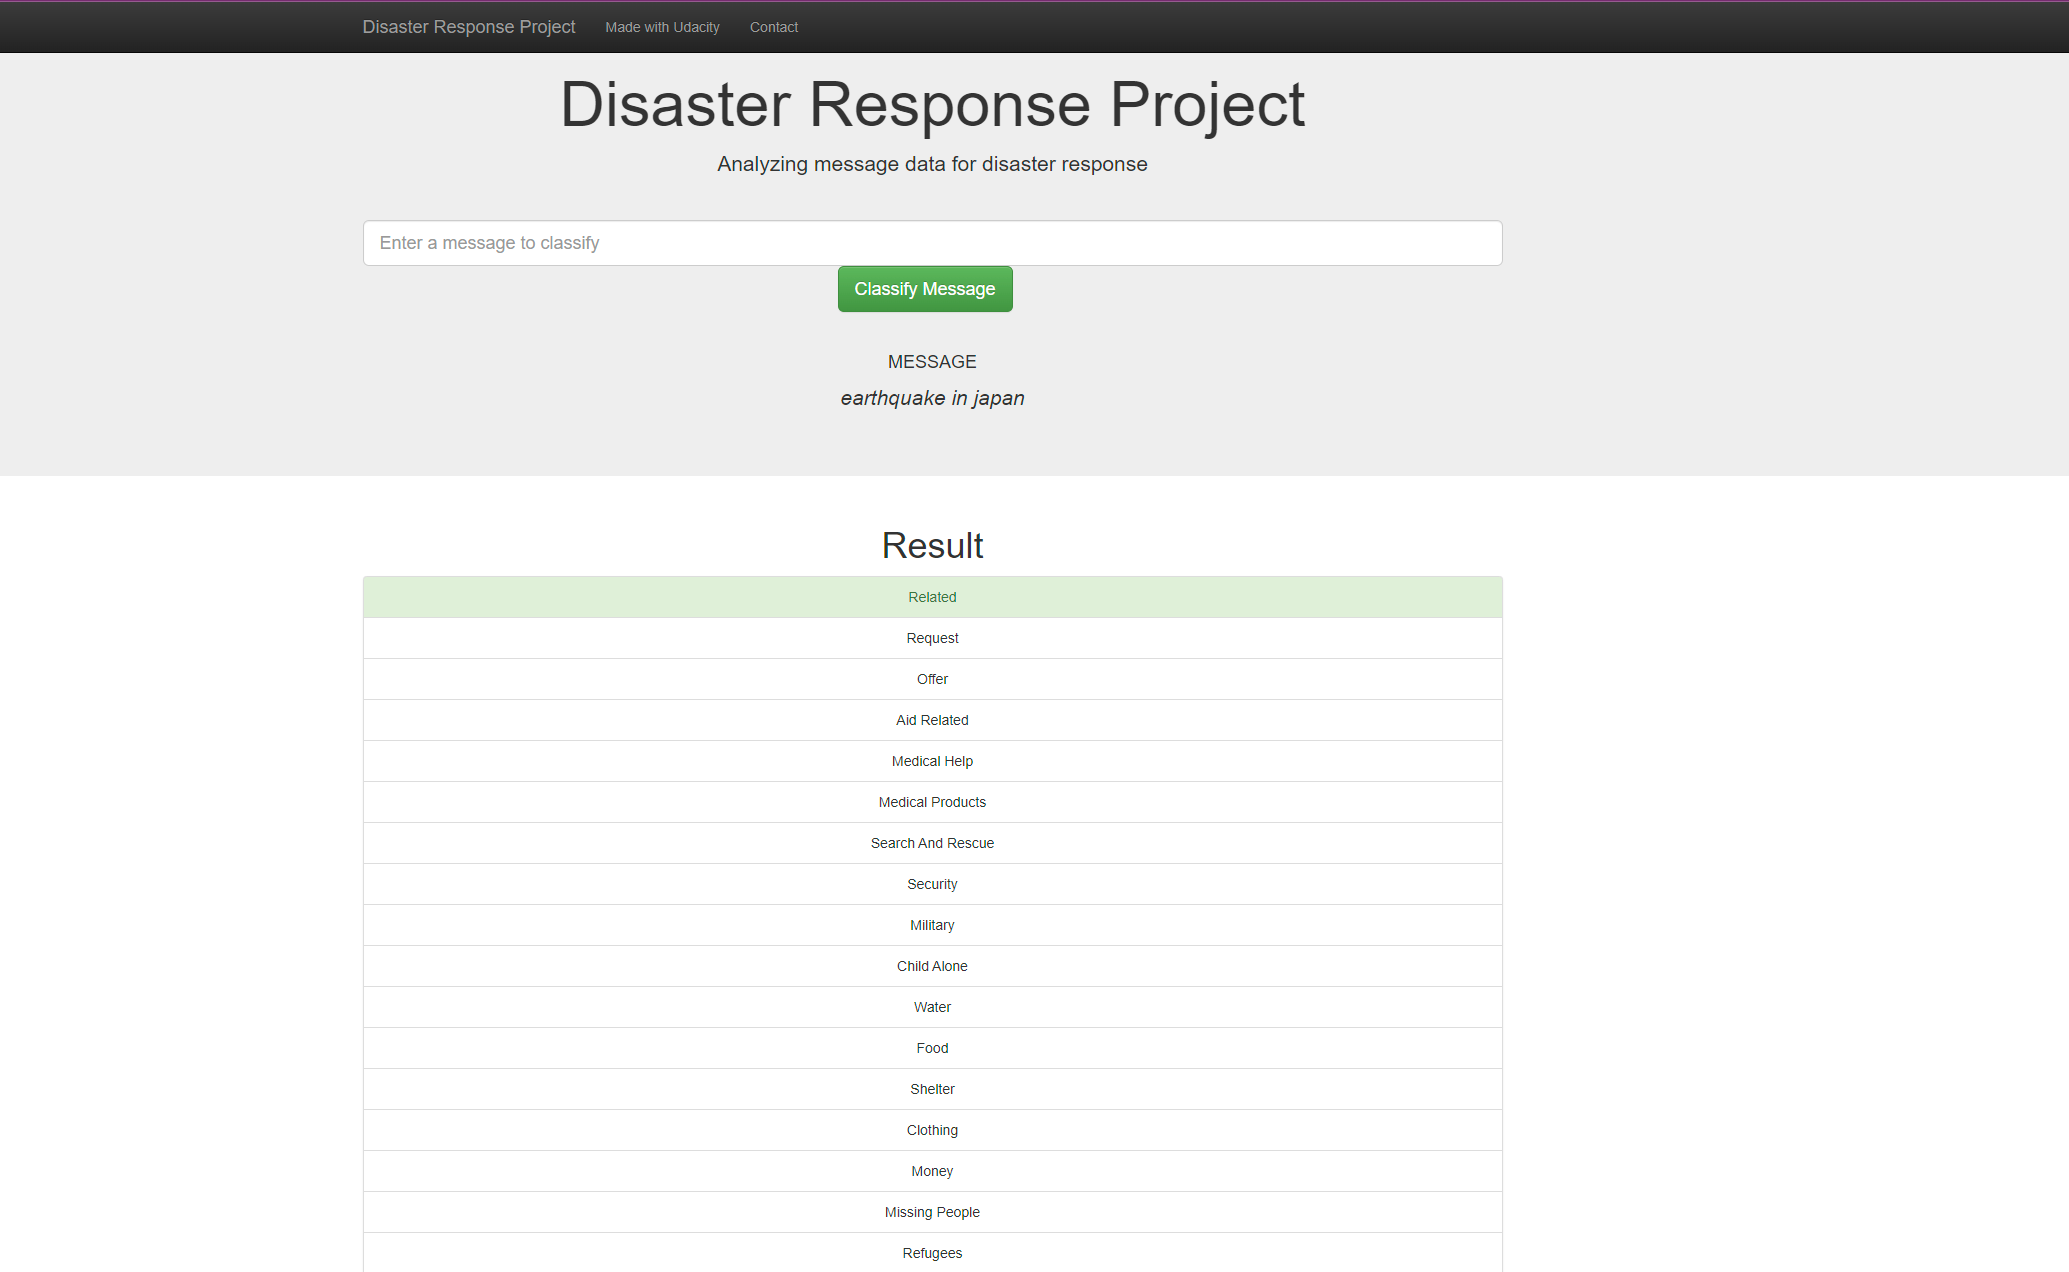 Disaster Response Project Made with Udacity Contact
Disaster Response Project
Analyzing message data for disaster response
Enter a message to classify
Classify Message
MESSAGE
earthquake in japan
Result
Related
Request
Offer
Aid Related
Medical Help
Medical Products
Search And Rescue
Security
Military
Child Alone
Water
Food
Shelter
Clothing
Money
Missing People
Refugees